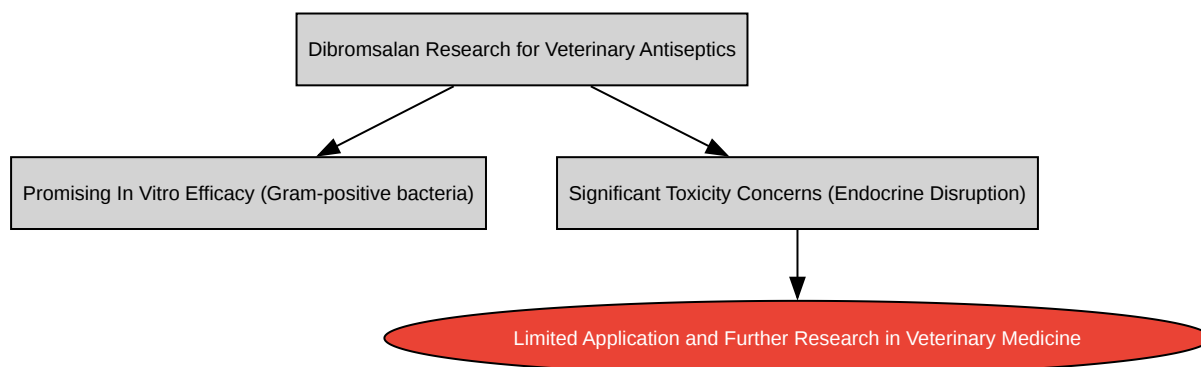 Dibromsalan Research for Veterinary Antiseptics
Promising In Vitro Efficacy (Gram-positive bacteria)
Significant Toxicity Concerns (Endocrine Disruption)
Limited Application and Further Research in Veterinary Medicine